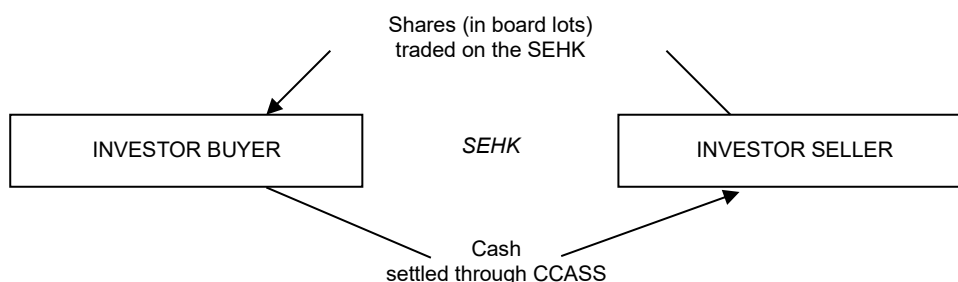 Shares (in board lots)
traded on the SEHK
INVESTOR BUYER
SEHK
INVESTOR SELLER
Cash
settled through CCASS